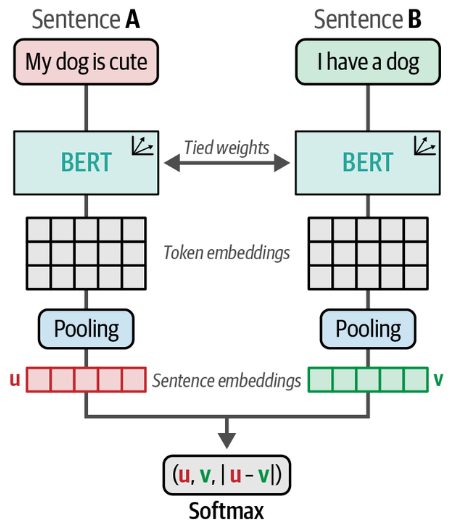 Sentence A
Sentence B
My dog is cute
I have a dog
BERT
Tied weights
BERT
Token embeddings
Pooling
Pooling
u
Sentence embeddings
v
(u, v, | u – v|)
Softmax